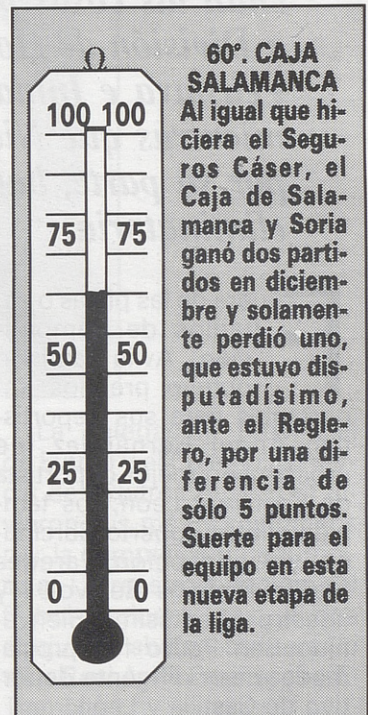 60°. CAJA
SALAMANCA
Al igual que hi-
ciera el Segu-
ros Cáser, el
Caja de Sala-
manca y Soria
ganó dos parti-
dos en diciem-
bre y solamen-
te perdió uno,
que estuvo dis-
putadísimo,
ante el Regle-
ro, por una di-
ferencia de
sólo 5 puntos.
Suerte para el
equipo en esta
nueva etapa de
la liga.
100 100
75 75
50 50
25 25
0 0